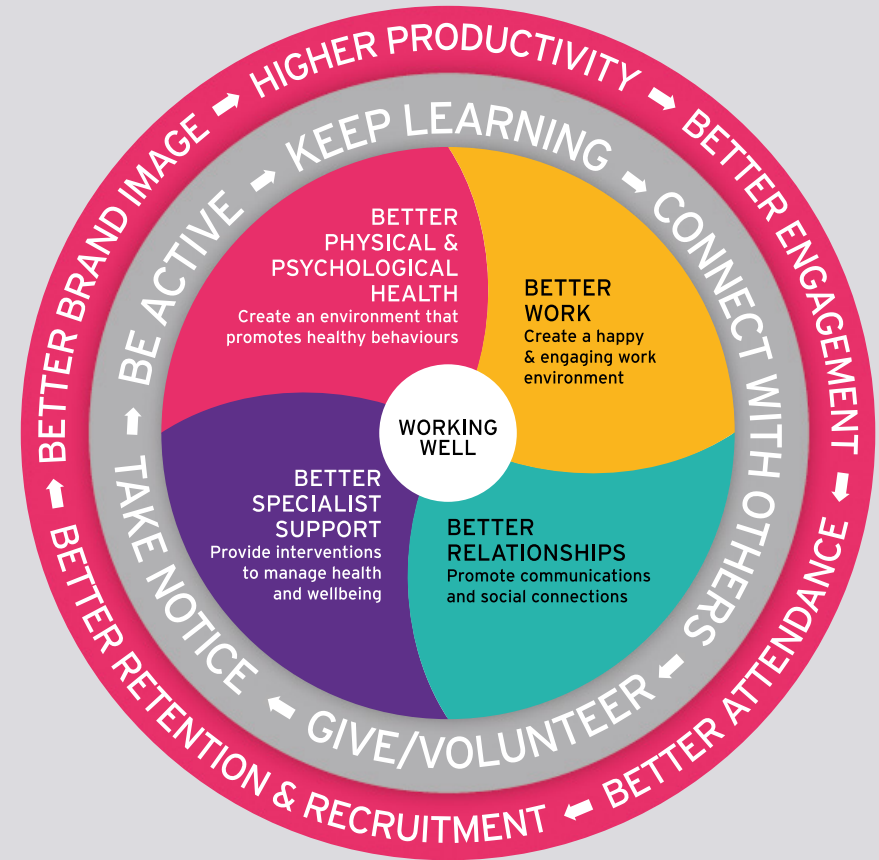 HIGHER PRODUCTIVITY
BETTER ENGAGEMENT
BETTER ATTENDANCE
BETTER RETENTION & RECRUITMENT
BETTER BRAND IMAGE
KEEP LEARNING
CONNECT WITH OTHERS
GIVE/VOLUNTEER
TAKE NOTICE
BE ACTIVE
BETTER
PHYSICAL &
PSYCHOLOGICAL
HEALTH
Create an environment that
promotes healthy behaviours
BETTER
WORK
Create a happy
& engaging work
environment
WORKING
WELL
BETTER
SPECIALIST
SUPPORT
Provide interventions
to manage health
and wellbeing
BETTER
RELATIONSHIPS
Promote communications
and social connections